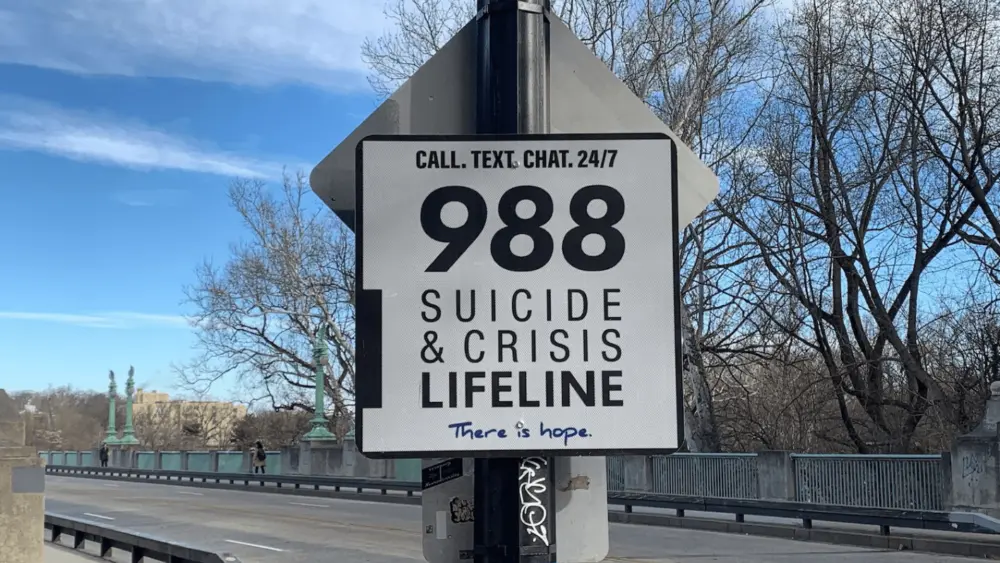 CALL. TEXT. CHAT. 24/7
988
SUICIDE
& CRISIS
LIFELINE
There is hope.